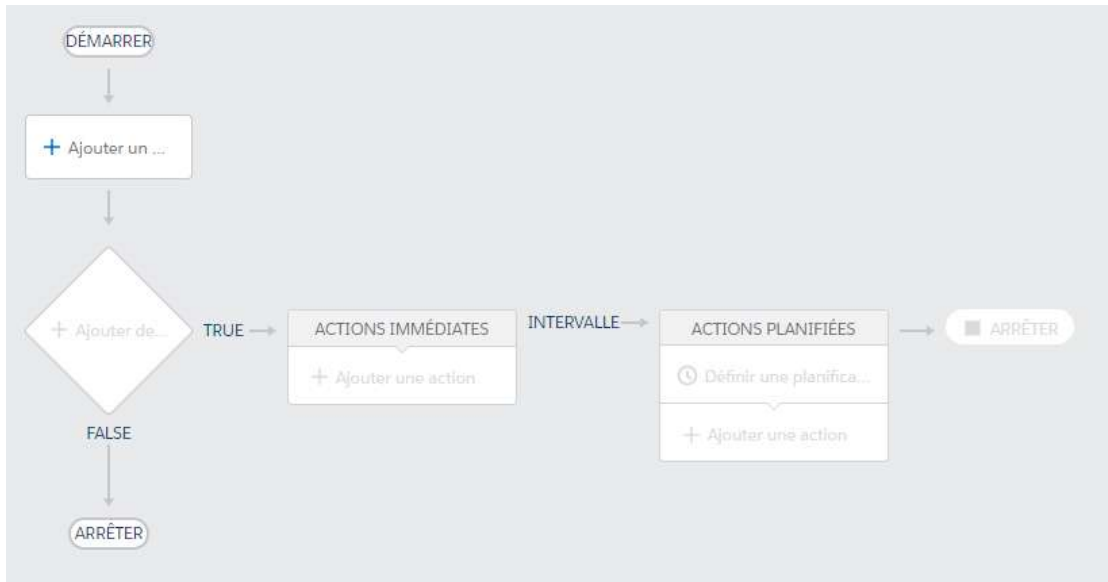 DÉMARRER
+ Ajouter un ...
+ Ajouter de...
TRUE
ACTIONS IMMÉDIATES
+ Ajouter une action
INTERVALLE
ACTIONS PLANIFIÉES
Définir une planifica...
+ Ajouter une action
ARRÊTER
FALSE
ARRÊTER